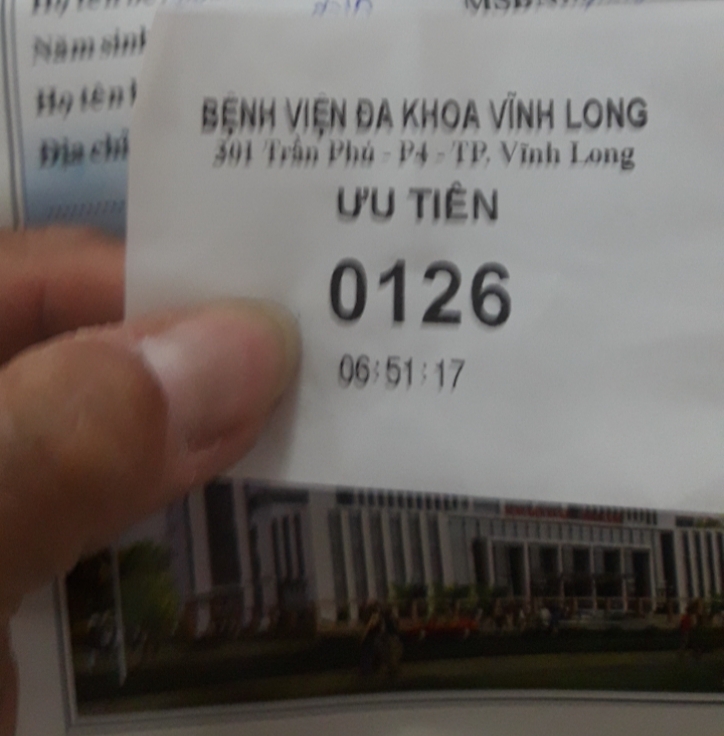 Năm sinh
Họ tên
Địa chỉ
BỆNH VIỆN ĐA KHOA VĨNH LONG
301 Trần Phú - P4 - TP. Vĩnh Long
ƯU TIÊN
0126
06:51:17